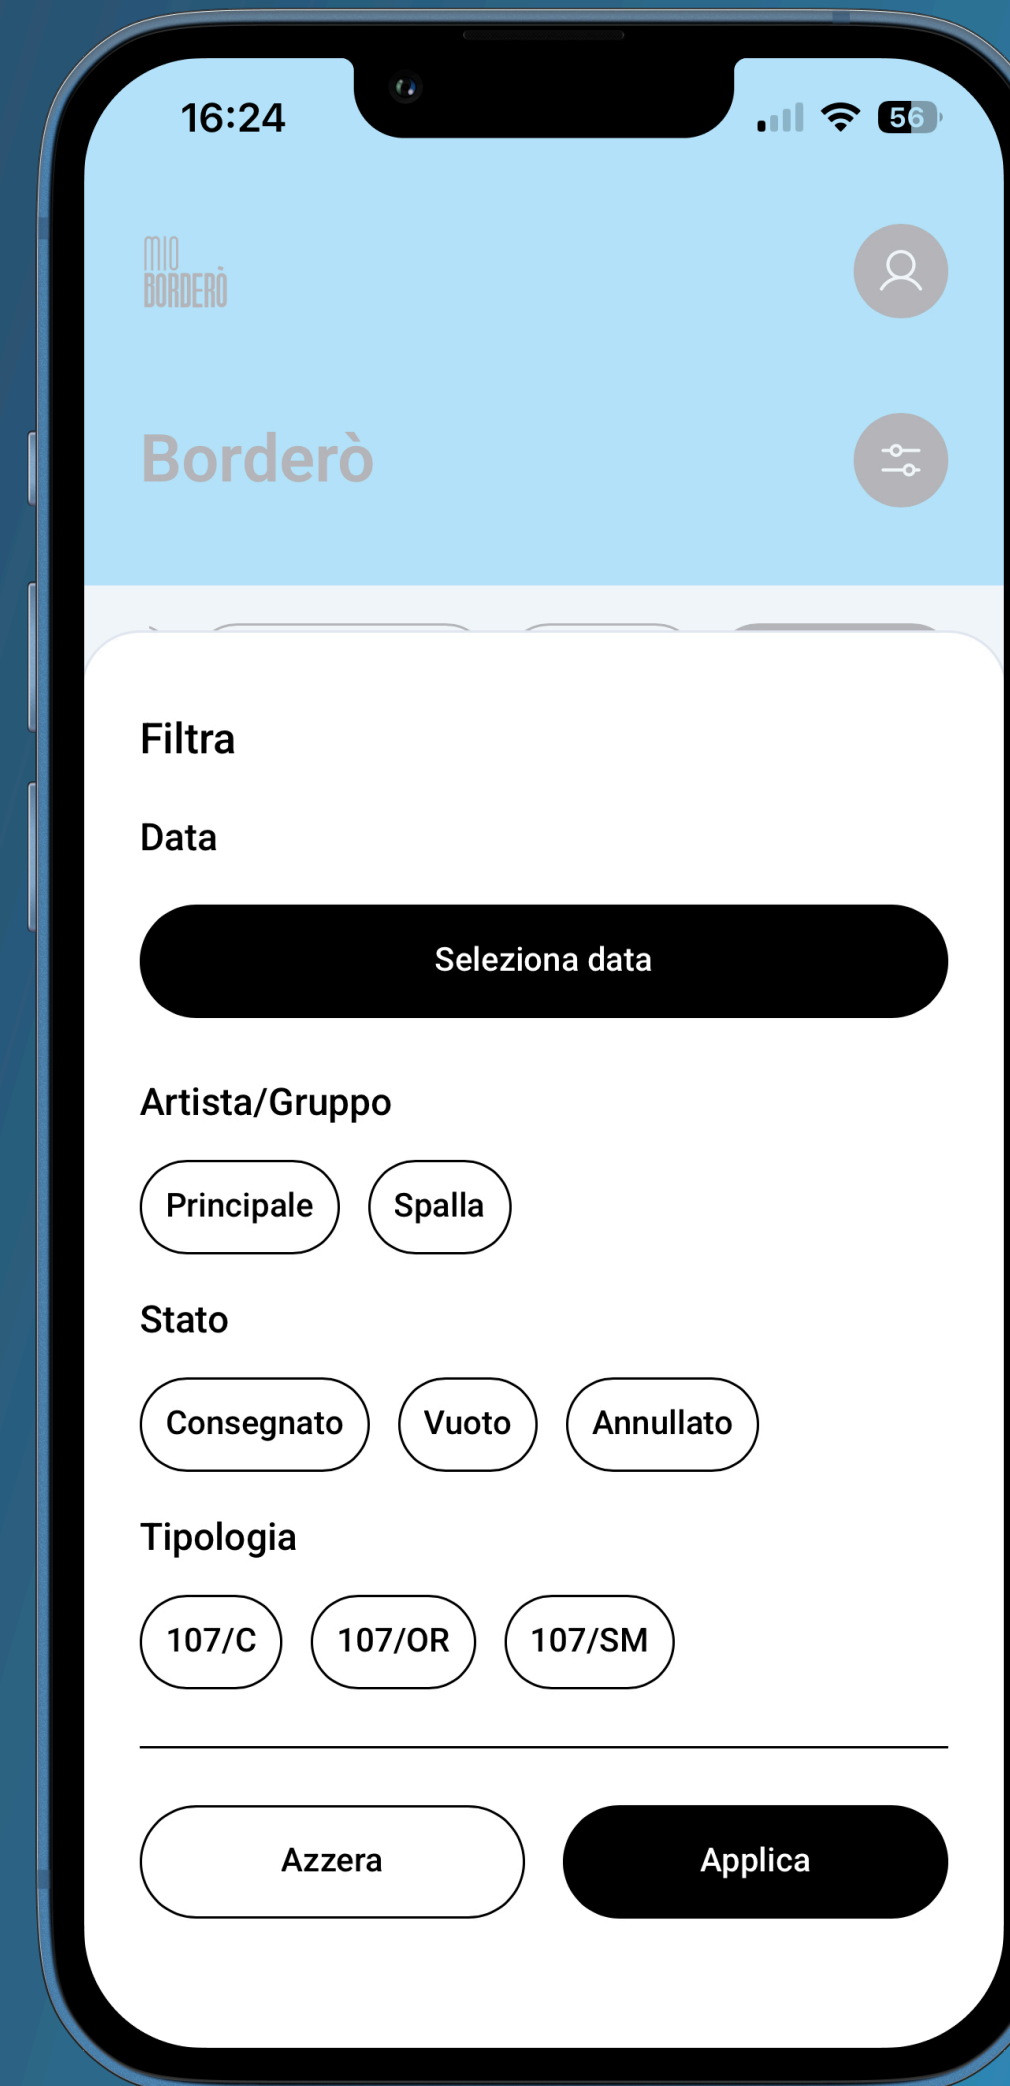 16:24
56
MIO
BORDERÒ
Borderò
Filtra
Data
Seleziona data
Artista/Gruppo
Principale Spalla
Stato
Consegnato Vuoto Annullato
Tipologia
107/C 107/OR 107/SM
Azzera Applica